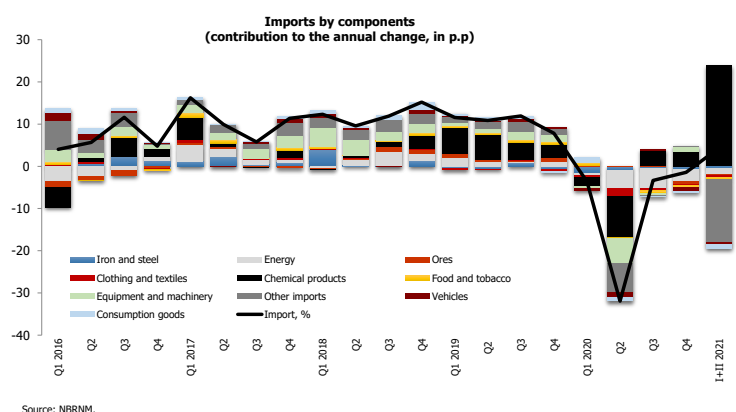 Imports by components
(contribution to the annual change, in p.p)
30
20
10
0
-10
-20
-30
-40
Iron and steel
Energy
Ores
Clothing and textiles
Chemical products
Food and tobacco
Equipment and machinery
Other imports
Vehicles
Consumption goods
Import, %
Q1 2016
Q2
Q3
Q4
Q1 2017
Q2
Q3
Q4
Q1 2018
Q2
Q3
Q4
Q1 2019
Q2
Q3
Q4
Q1 2020
Q2
Q3
Q4
I+II 2021
Source: NBRNM.